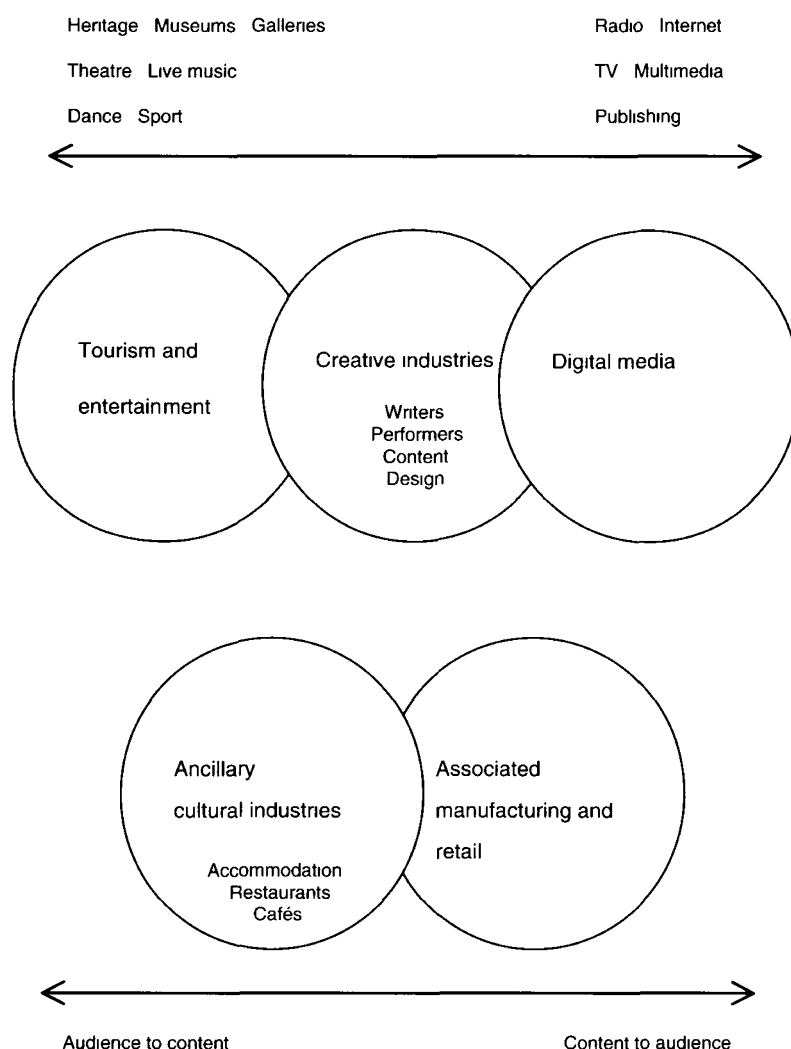 Heritage Museums Galleries
Radio Internet
Theatre Live music
TV Multimedia
Dance Sport
Publishing
Tourism and
entertainment
Creative industries
Writers
Performers
Content
Design
Digital media
Ancillary
cultural industries
Accommodation
Restaurants
Cafés
Associated
manufacturing and
retail
Audience to content
Content to audience